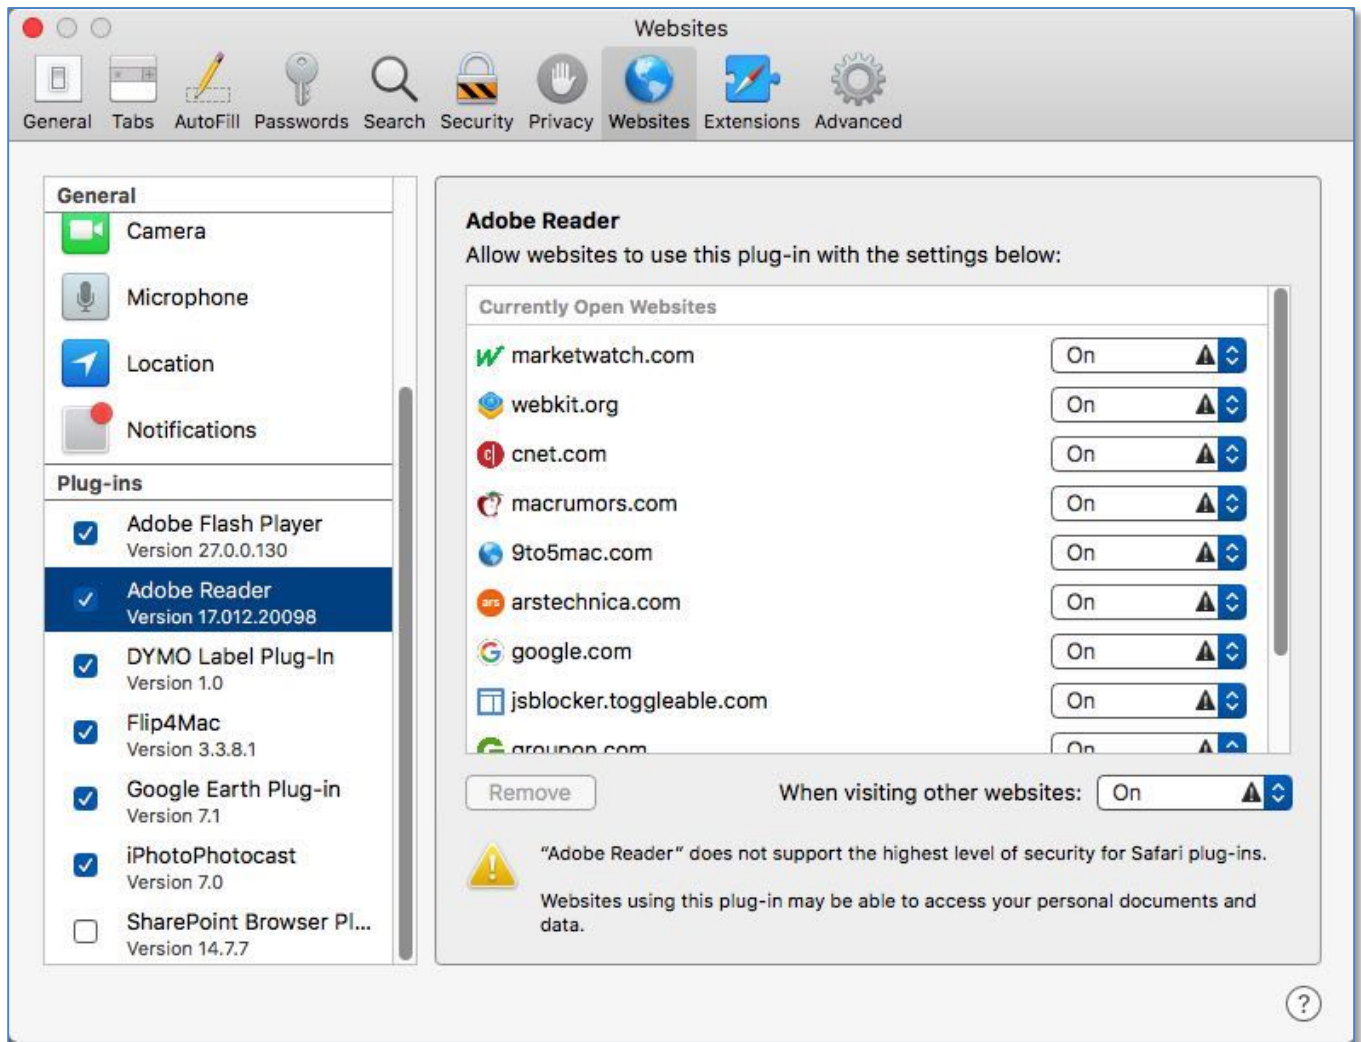 Websites
General Tabs AutoFill Passwords Search Security Privacy Websites Extensions Advanced
General
Camera
Microphone
Location
Notifications
Plug-ins
Adobe Flash Player
Version 27.0.0.130
Adobe Reader
Version 17.012.20098
DYMO Label Plug-In
Version 1.0
Flip4Mac
Version 3.3.8.1
Google Earth Plug-in
Version 7.1
iPhotoPhotocast
Version 7.0
SharePoint Browser Pl...
Version 14.7.7
Adobe Reader
Allow websites to use this plug-in with the settings below:
Currently Open Websites
marketwatch.com On
webkit.org On
cnet.com On
macrumors.com On
9to5mac.com On
ars
arstechnica.com On
google.com On
jsblocker.toggleable.com On
groupon.com On
Remove When visiting other websites: On
“Adobe Reader” does not support the highest level of security for Safari plug-ins.
Websites using this plug-in may be able to access your personal documents and
data.
?